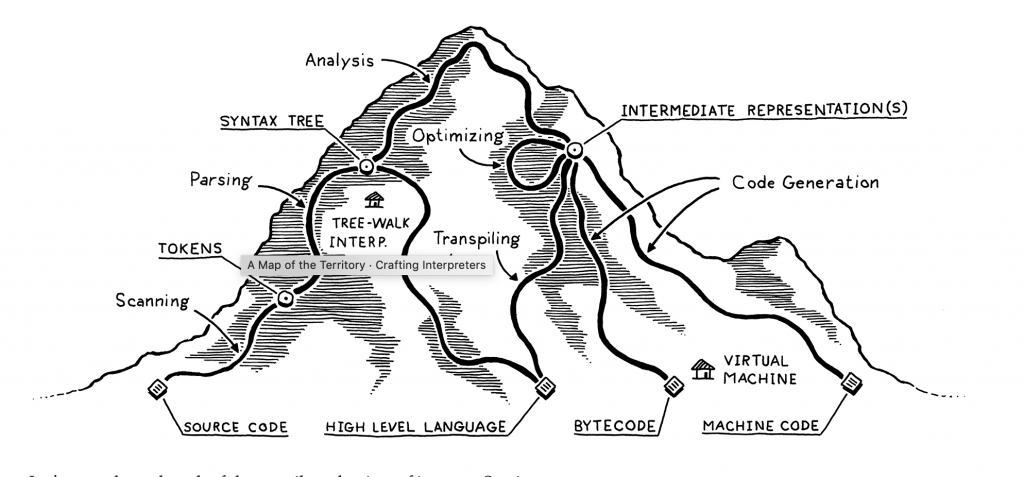 Analysis
INTERMEDIATE REPRESENTATION(S)
SYNTAX TREE
Optimizing
Parsing
Code Generation
TREE-WALK
INTERP.
Transpiling
TOKENS
A Map of the Territory · Crafting Interpreters
Scanning
VIRTUAL
MACHINE
SOURCE CODE
HIGH LEVEL LANGUAGE
BYTECODE
MACHINE CODE